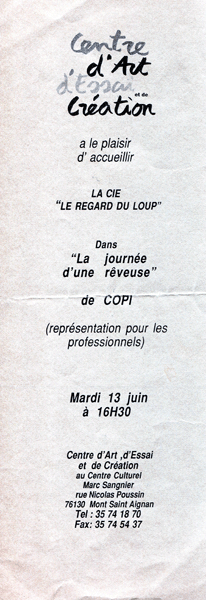 Centre
d'Art
d'Essai
et de
Création
a le plaisir
d' accueillir
LA CIE
"LE REGARD DU LOUP"
Dans
"La journée
d'une rêveuse"
de COPI
(représentation pour les
professionnels)
Mardi 13 juin
à 16H30
Centre d'Art ,d'Essai
et de Création
au Centre Culturel
Marc Sangnier
rue Nicolas Poussin
76130 Mont Saint Aignan
Tel : 35 74 18 70
Fax: 35 74 54 37